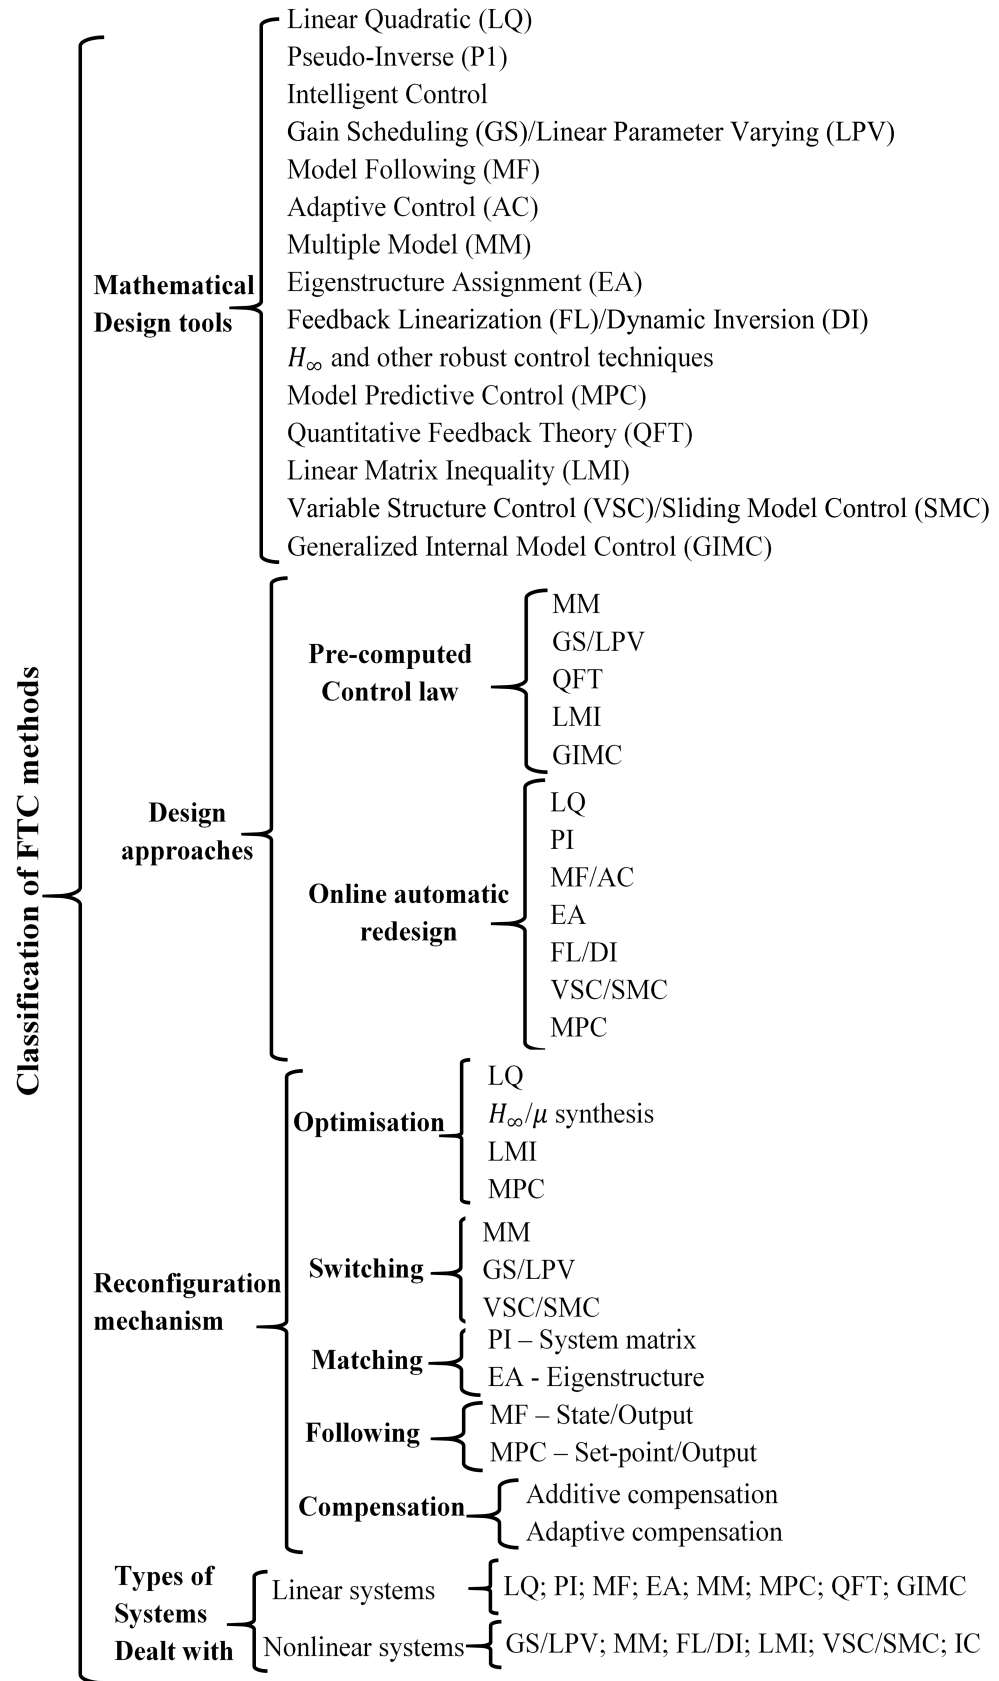 Classification of FTC methods
Mathematical
Design tools
Linear Quadratic (LQ)
Pseudo-Inverse (P1)
Intelligent Control
Gain Scheduling (GS)/Linear Parameter Varying (LPV)
Model Following (MF)
Adaptive Control (AC)
Multiple Model (MM)
Eigenstructure Assignment (EA)
Feedback Linearization (FL)/Dynamic Inversion (DI)
H∞ and other robust control techniques
Model Predictive Control (MPC)
Quantitative Feedback Theory (QFT)
Linear Matrix Inequality (LMI)
Variable Structure Control (VSC)/Sliding Model Control (SMC)
Generalized Internal Model Control (GIMC)
Design
approaches
Pre-computed
Control law
MM
GS/LPV
QFT
LMI
GIMC
Online automatic
redesign
LQ
PI
MF/AC
EA
FL/DI
VSC/SMC
MPC
Reconfiguration
mechanism
Optimisation
LQ
H∞/μ synthesis
LMI
MPC
Switching
MM
GS/LPV
VSC/SMC
Matching
PI – System matrix
EA - Eigenstructure
Following
MF – State/Output
MPC – Set-point/Output
Compensation
Additive compensation
Adaptive compensation
Types of
Systems
Dealt with
Linear systems
LQ; PI; MF; EA; MM; MPC; QFT; GIMC
Nonlinear systems
GS/LPV; MM; FL/DI; LMI; VSC/SMC; IC